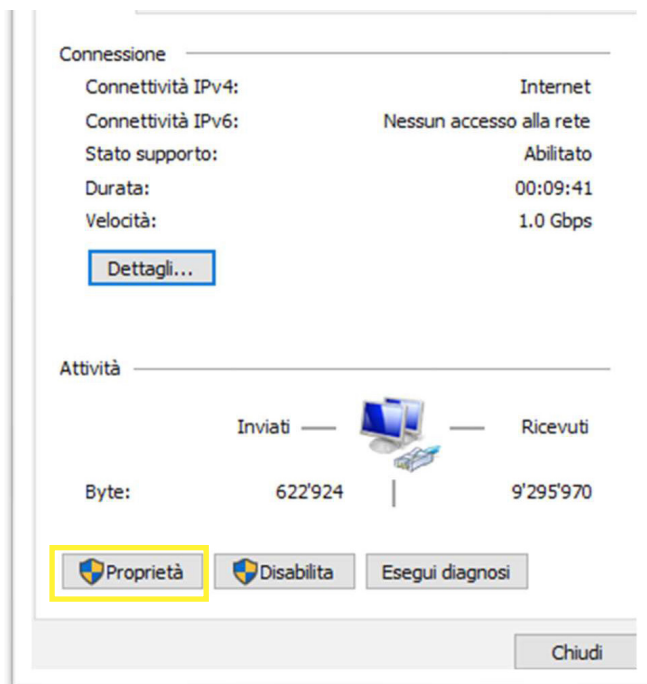 Connessione
Connettività IPv4: Internet
Connettività IPv6: Nessun accesso alla rete
Stato supporto: Abilitato
Durata: 00:09:41
Velocità: 1.0 Gbps
Dettagli...
Attività
Inviati Ricevuti
Byte: 622'924 9'295'970
Proprietà Disabilita Esegui diagnosi
Chiudi